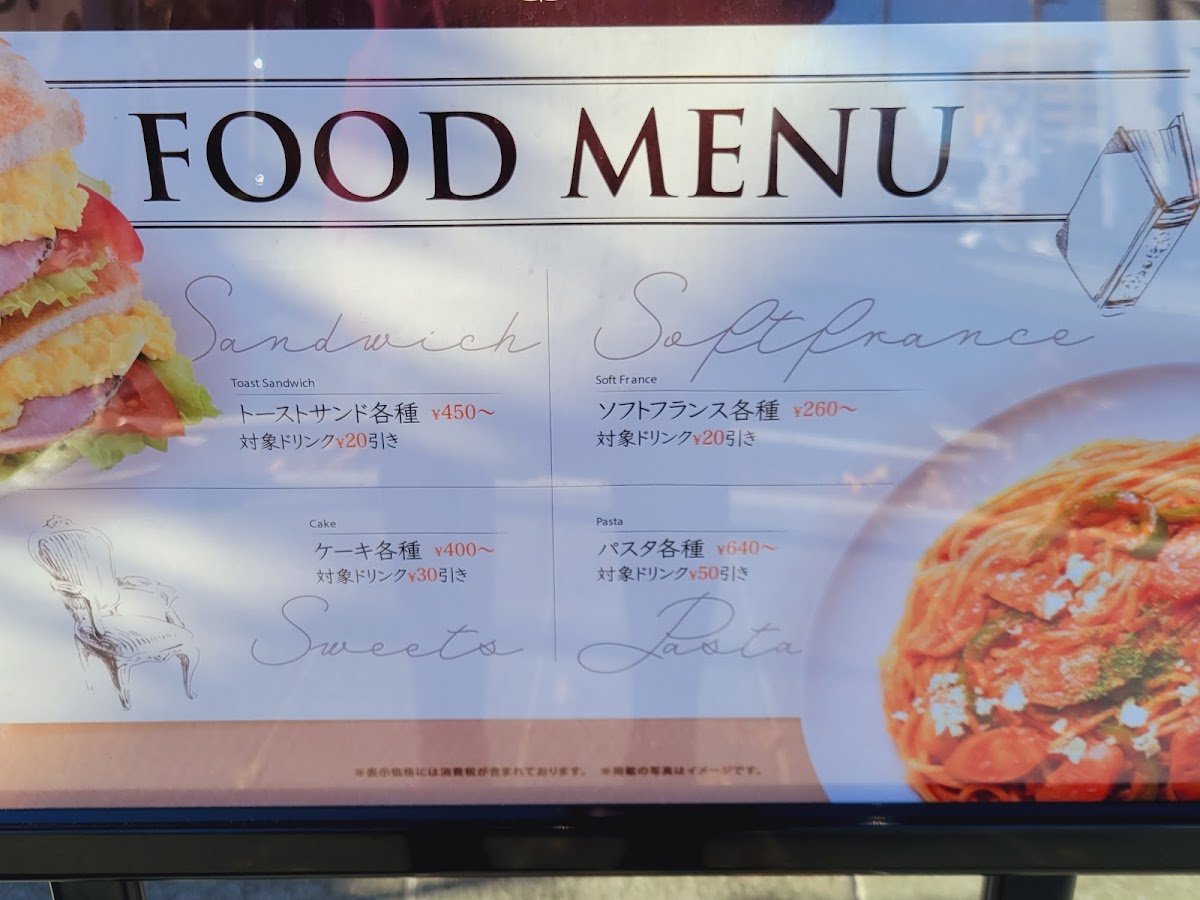 FOOD MENU
Sandwich
Toast Sandwich
トーストサンド各種 ¥450～
対象ドリンク¥20引き
Softfrance
Soft France
ソフトフランス各種 ¥260～
対象ドリンク¥20引き
Cake
ケーキ各種 ¥400～
対象ドリンク¥30引き
Sweets
Pasta
パスタ各種 ¥640～
対象ドリンク¥50引き
Pasta
※表示価格には消費税が含まれております。 ※掲載の写真はイメージです。